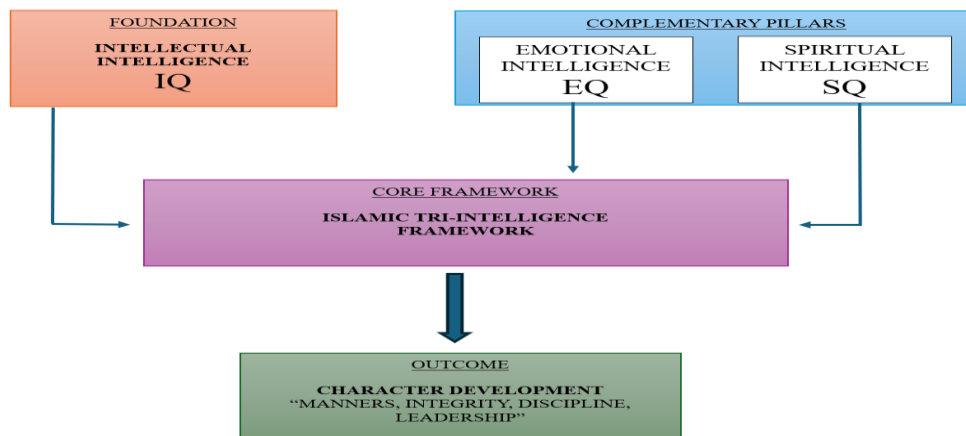 FOUNDATION
INTELLECTUAL
INTELLIGENCE
IQ
COMPLEMENTARY PILLARS
EMOTIONAL
INTELLIGENCE
EQ
SPIRITUAL
INTELLIGENCE
SQ
CORE FRAMEWORK
ISLAMIC TRI-INTELLIGENCE
FRAMEWORK
OUTCOME
CHARACTER DEVELOPMENT
“MANNERS, INTEGRITY, DISCIPLINE,
LEADERSHIP”